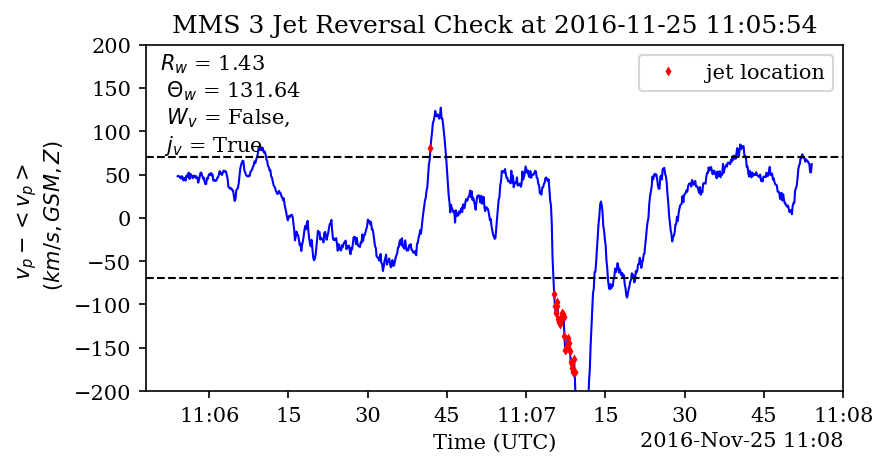 MMS 3 Jet Reversal Check at 2016-11-25 11:05:54
R_w = 1.43
Θ_w = 131.64
W_v = False,
j_v = True
jet location
v_p − < v_p >
(km/s, GSM, Z)
200
150
100
50
0
−50
−100
−150
−200
11:06 15 30 45 11:07 15 30 45 11:08
Time (UTC) 2016-Nov-25 11:08